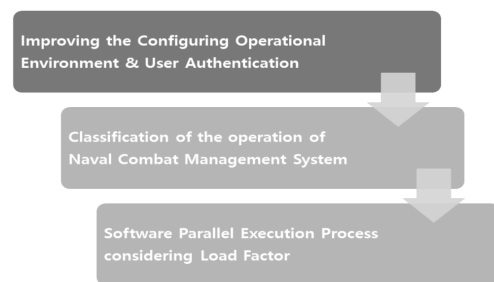 Improving the Configuring Operational
Environment & User Authentication
Classification of the operation of
Naval Combat Management System
Software Parallel Execution Process
considering Load Factor